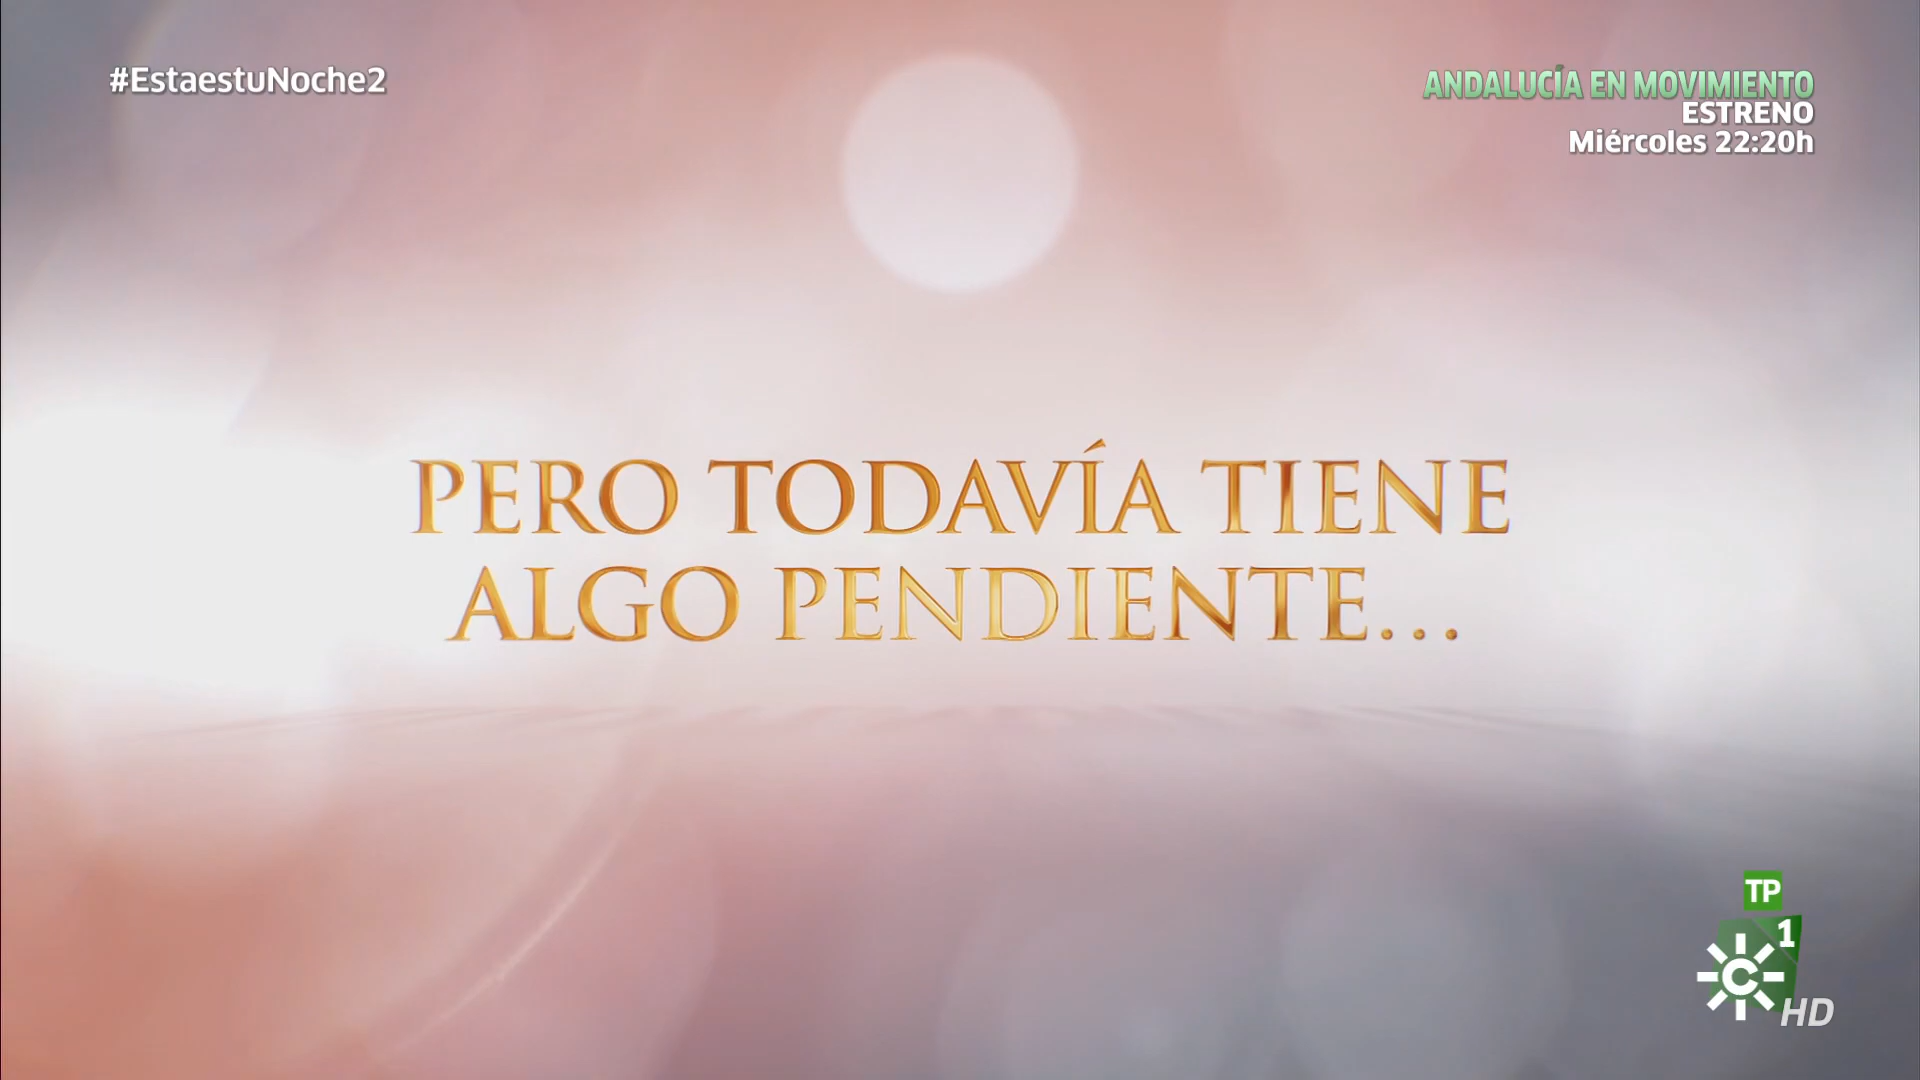 #EstaestuNoche2
ANDALUCÍA EN MOVIMIENTO
ESTRENO
Miércoles 22:20h
PERO TODAVÍA TIENE
ALGO PENDIENTE...
TP
1
C
HD